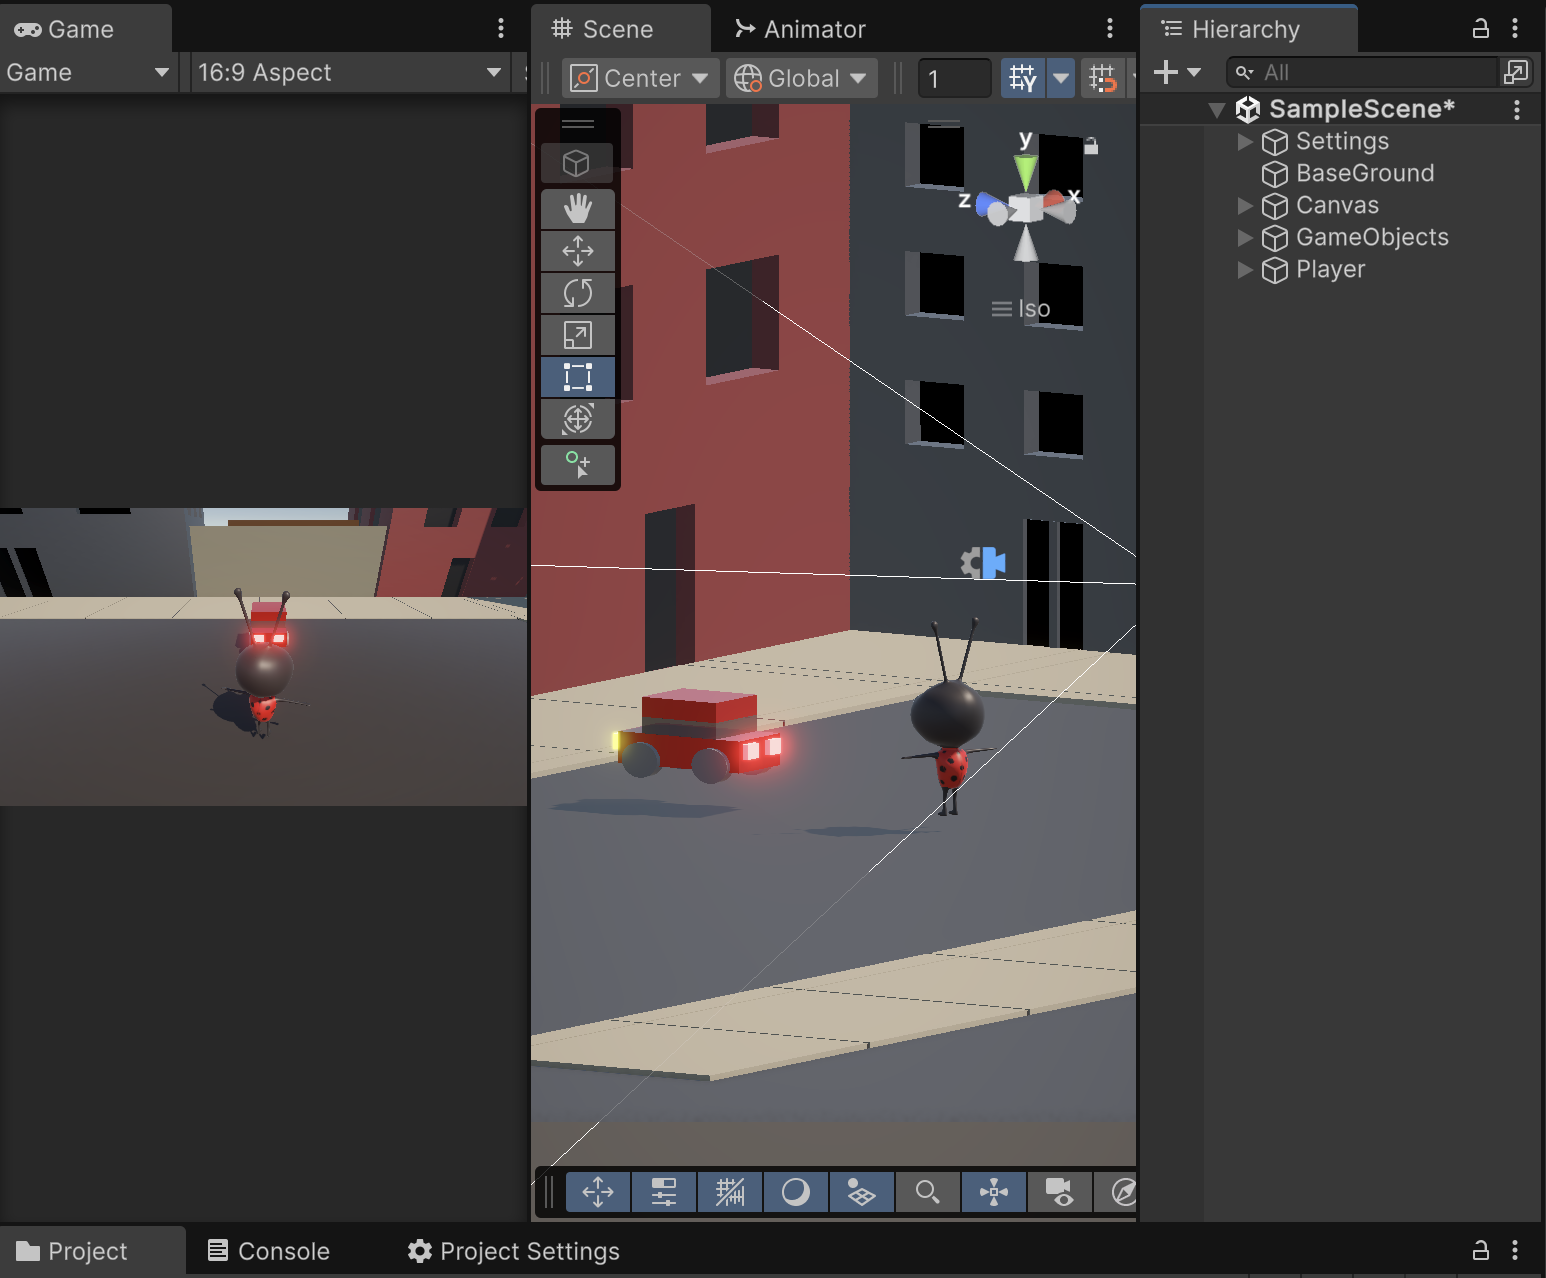 Game
Scene
Animator
Hierarchy
Game
16:9 Aspect
Center
Global
1
All
SampleScene*
Settings
BaseGround
Canvas
GameObjects
Player
y
z
x
Iso
Project
Console
Project Settings